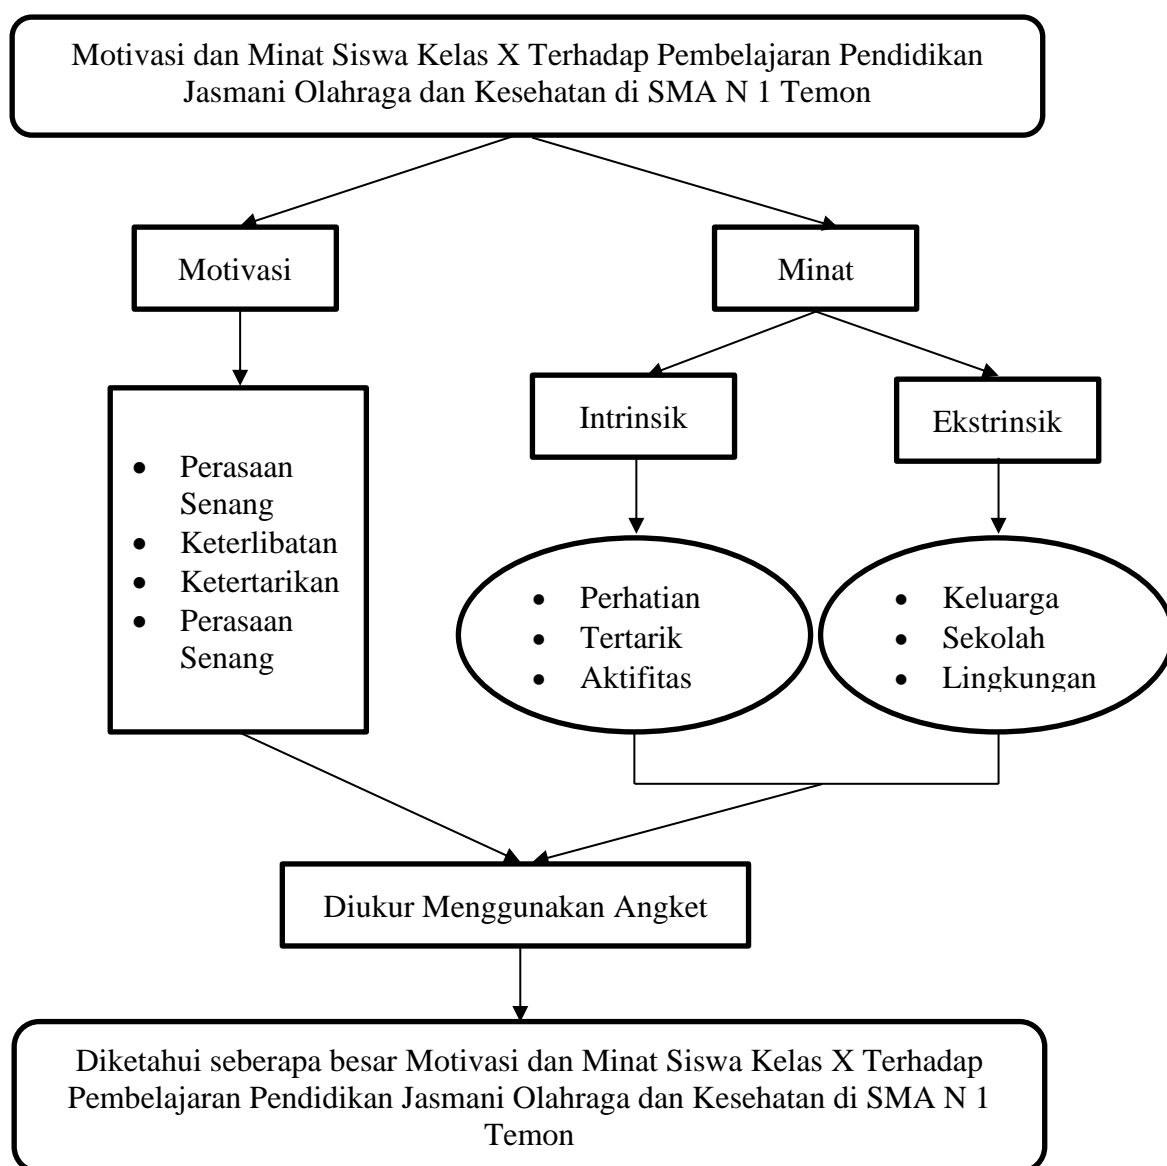 Motivasi dan Minat Siswa Kelas X Terhadap Pembelajaran Pendidikan
Jasmani Olahraga dan Kesehatan di SMA N 1 Temon
Motivasi
Minat
Intrinsik
Ekstrinsik
• Perasaan
Senang
• Keterlibatan
• Ketertarikan
• Perasaan
Senang
• Perhatian
• Tertarik
• Aktifitas
• Keluarga
• Sekolah
• Lingkungan
Diukur Menggunakan Angket
Diketahui seberapa besar Motivasi dan Minat Siswa Kelas X Terhadap
Pembelajaran Pendidikan Jasmani Olahraga dan Kesehatan di SMA N 1
Temon